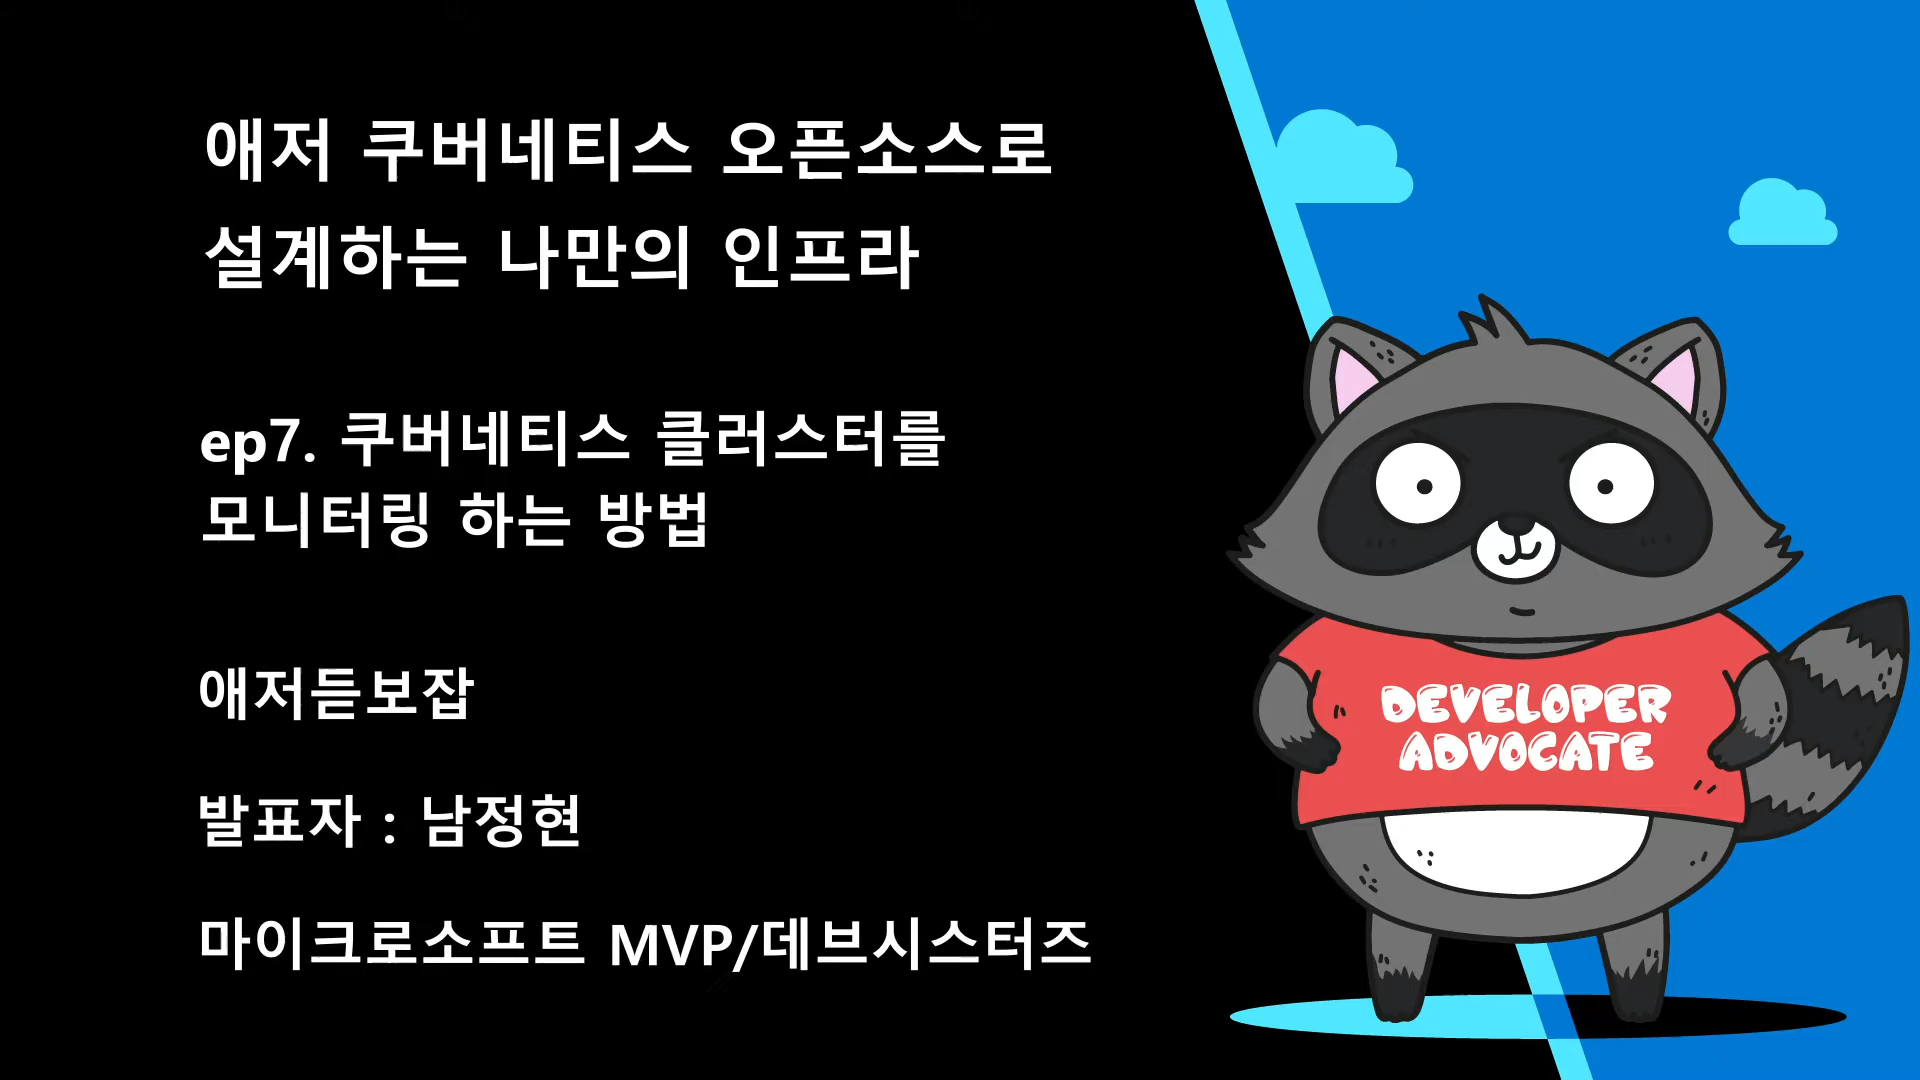 애저 쿠버네티스 오픈소스로
설계하는 나만의 인프라
ep7. 쿠버네티스 클러스터를
모니터링 하는 방법
애저듣보잡
발표자 : 남정현
마이크로소프트 MVP/데브시스터즈
DEVELOPER
ADVOCATE